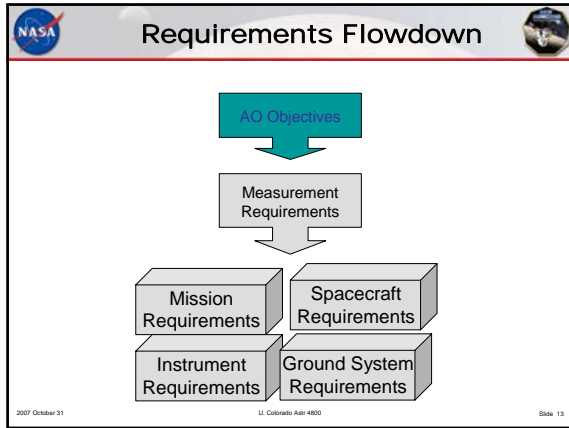 NASA
Requirements Flowdown
AO Objectives
Measurement
Requirements
Mission
Requirements
Spacecraft
Requirements
Instrument
Requirements
Ground System
Requirements
2007 October 31
U. Colorado Astr 4800
Slide 13